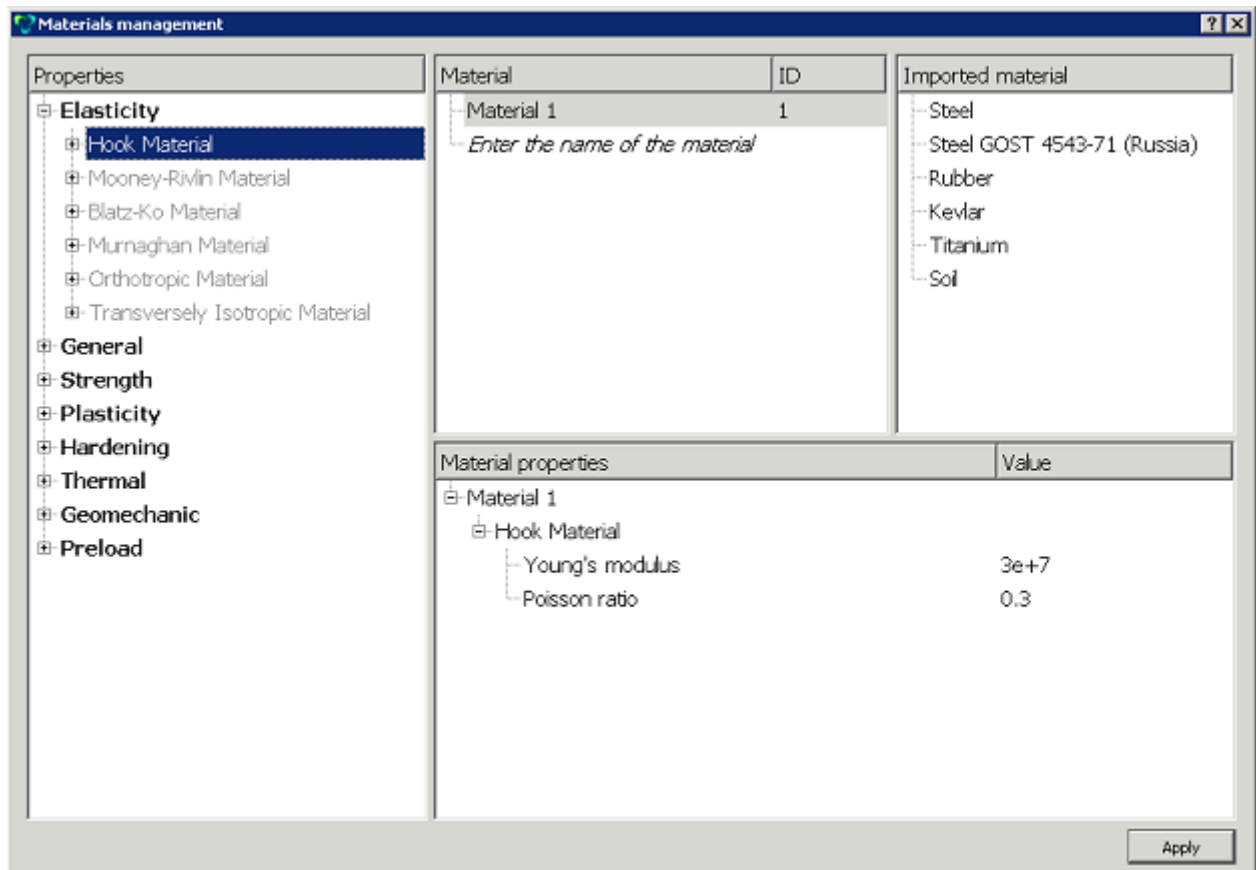 Materials management
Properties
Elasticity
Hook Material
Mooney-Rivlin Material
Blatz-Ko Material
Murnaghan Material
Orthotropic Material
Transversely Isotropic Material
General
Strength
Plasticity
Hardening
Thermal
Geomechanic
Preload
Material ID
Material 1 1
Enter the name of the material
Imported material
Steel
Steel GOST 4543-71 (Russia)
Rubber
Kevlar
Titanium
Soil
Material properties Value
Material 1
Hook Material
Young's modulus 3e+7
Poisson ratio 0.3
Apply